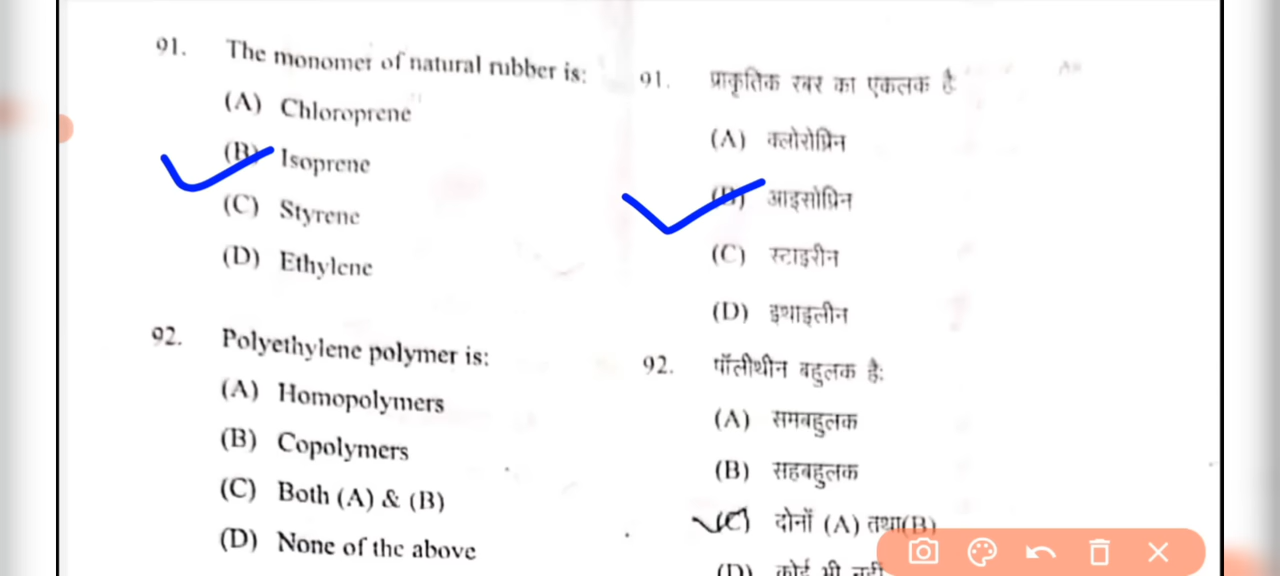 91. The monomer of natural rubber is:
(A) Chloroprene
(B) Isoprene
(C) Styrene
(D) Ethylene
92. Polyethylene polymer is:
(A) Homopolymers
(B) Copolymers
(C) Both (A) & (B)
(D) None of the above
91. प्राकृतिक रबर का एकलक है
(A) क्लोरोप्रिन
(B) आइसोप्रिन
(C) स्टाइरीन
(D) इथाइलीन
92. पॉलीथीन बहुलक है:
(A) समबहुलक
(B) सहबहुलक
(C) दोनों (A) तथा(B)
(D) कोई भी नहीं